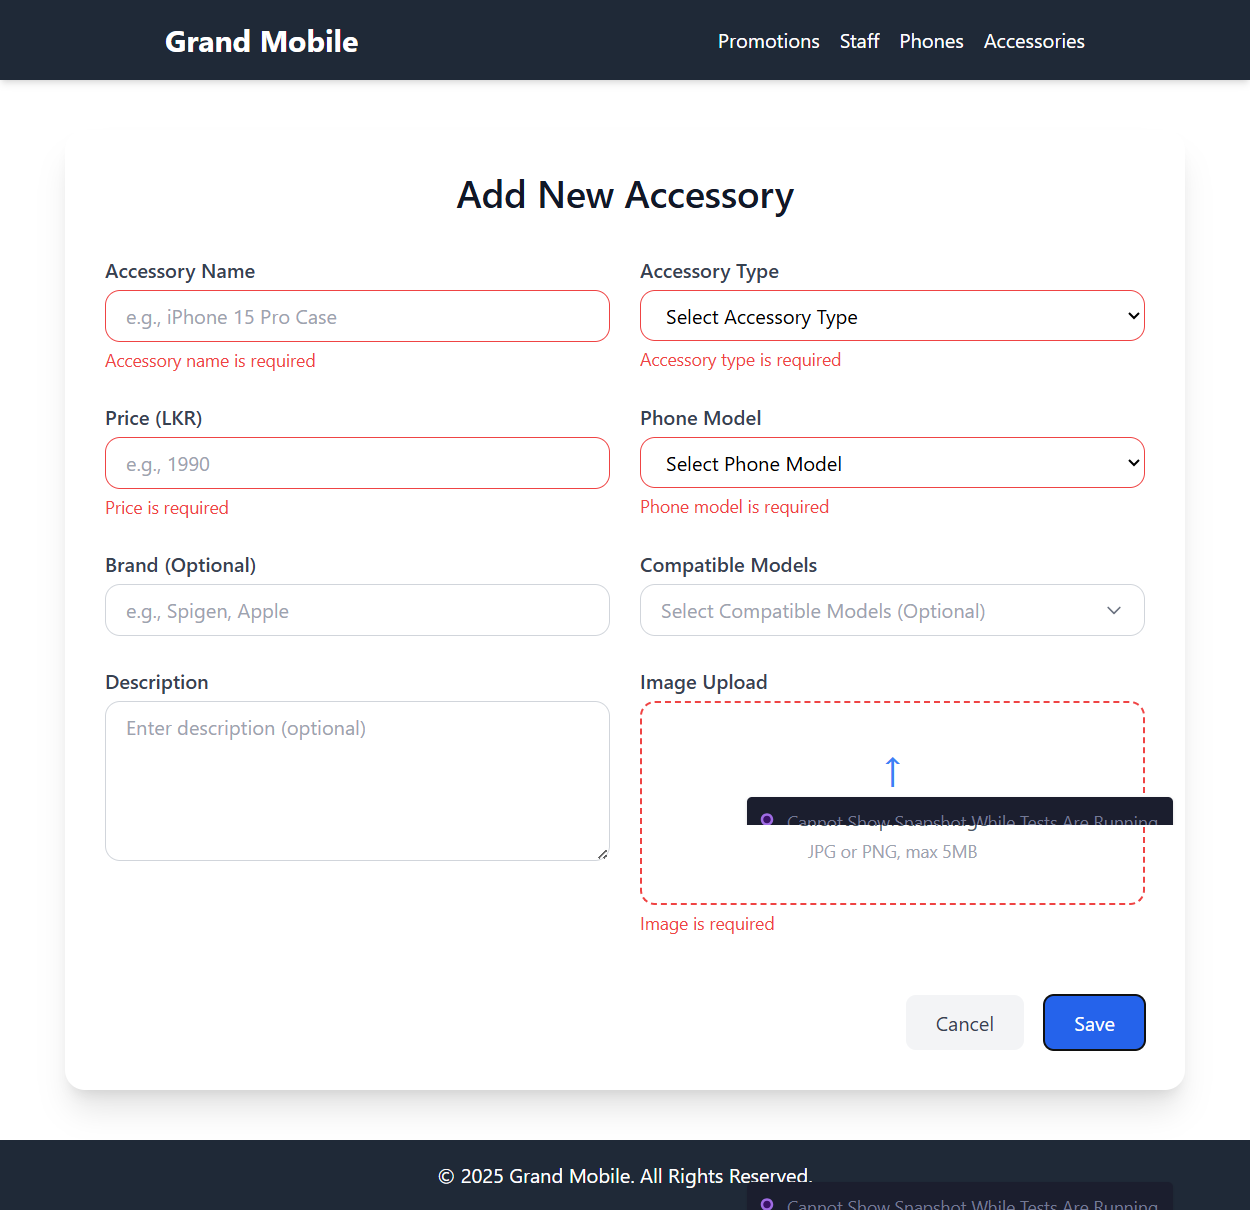 Grand Mobile
Promotions Staff Phones Accessories
Add New Accessory
Accessory Name
e.g., iPhone 15 Pro Case
Accessory name is required
Accessory Type
Select Accessory Type
Accessory type is required
Price (LKR)
e.g., 1990
Price is required
Phone Model
Select Phone Model
Phone model is required
Brand (Optional)
e.g., Spigen, Apple
Compatible Models
Select Compatible Models (Optional)
Description
Enter description (optional)
Image Upload
Cannot Show Snapshot While Tests Are Running
JPG or PNG, max 5MB
Image is required
Cancel
Save
© 2025 Grand Mobile. All Rights Reserved.
Cannot Show Snapshot While Tests Are Running